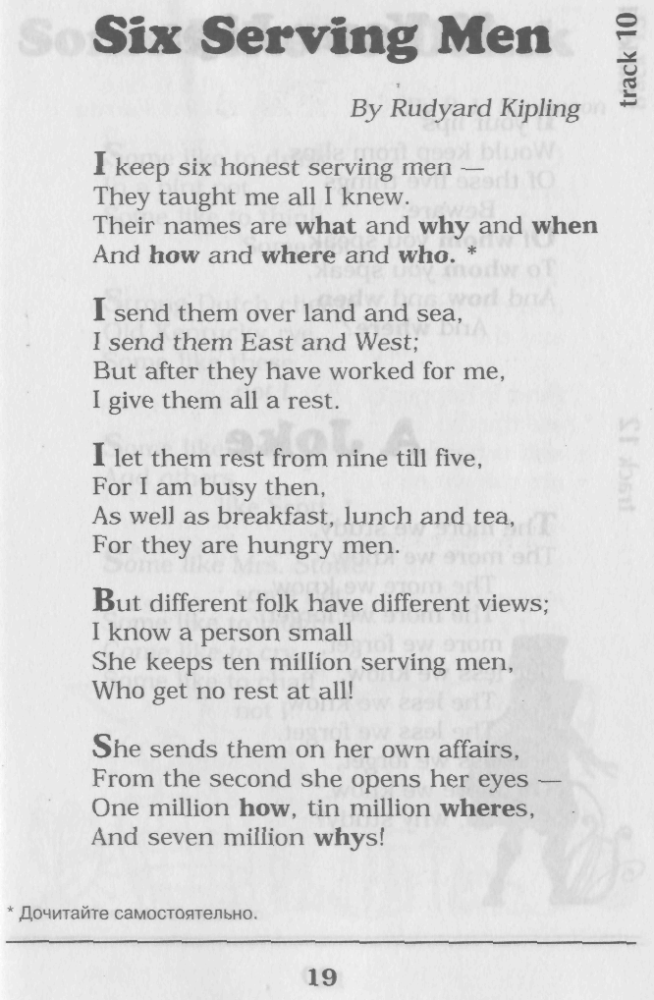 Six Serving Men
track 10
By Rudyard Kipling
I keep six honest serving men —
They taught me all I knew.
Their names are what and why and when
And how and where and who. *
I send them over land and sea,
I send them East and West;
But after they have worked for me,
I give them all a rest.
I let them rest from nine till five,
For I am busy then,
As well as breakfast, lunch and tea,
For they are hungry men.
But different folk have different views;
I know a person small
She keeps ten million serving men,
Who get no rest at all!
She sends them on her own affairs,
From the second she opens her eyes —
One million how, tin million wheres,
And seven million whys!
* Дочитайте самостоятельно.
19